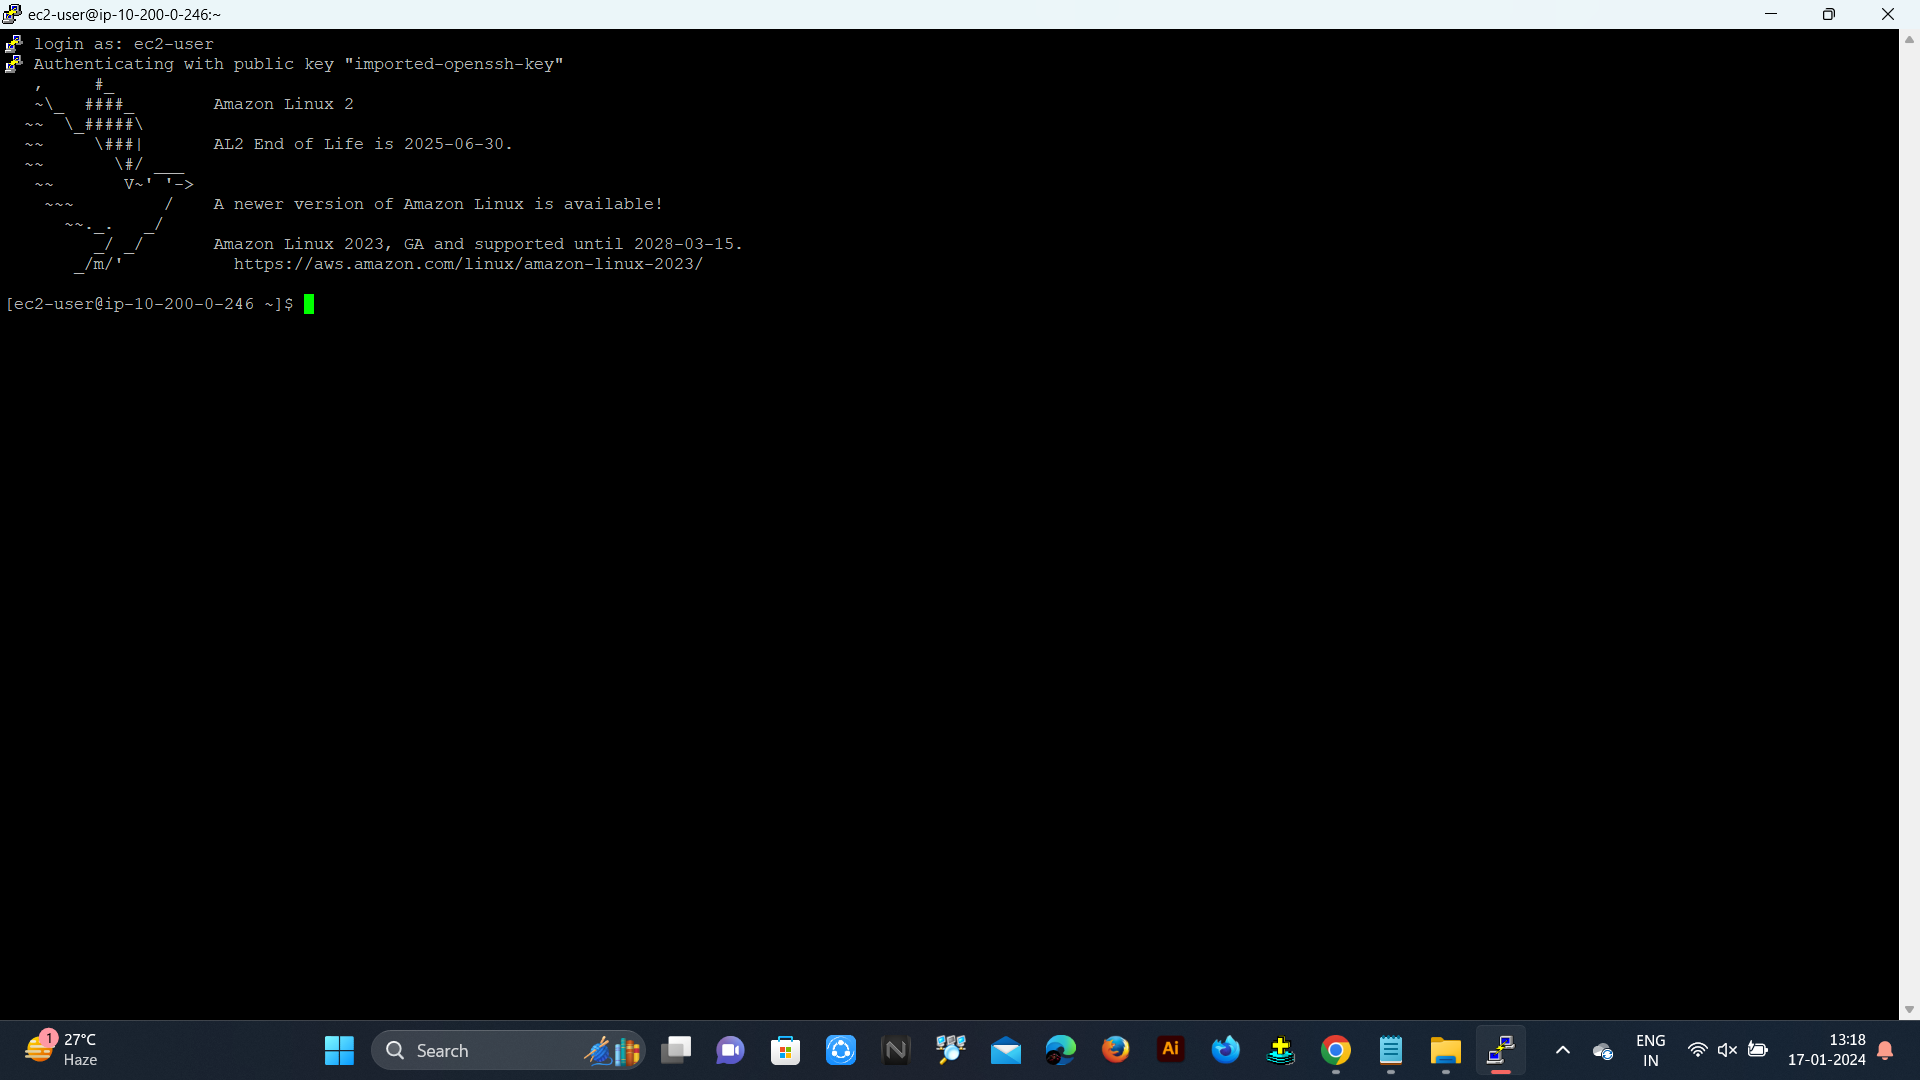 ec2-user@ip-10-200-0-246:~
login as: ec2-user
Authenticating with public key "imported-openssh-key"
   ,     #_
   ~\_  ####_        Amazon Linux 2
  ~~  \_#####\
  ~~     \###|       AL2 End of Life is 2025-06-30.
  ~~       \#/ ___
   ~~       V~' '->
    ~~~         /    A newer version of Amazon Linux is available!
      ~~._.   _/
         _/ _/       Amazon Linux 2023, GA and supported until 2028-03-15.
       _/m/'           https://aws.amazon.com/linux/amazon-linux-2023/
[ec2-user@ip-10-200-0-246 ~]$
1
27°C
Haze
Search
N
Ai
ENG
IN
13:18
17-01-2024